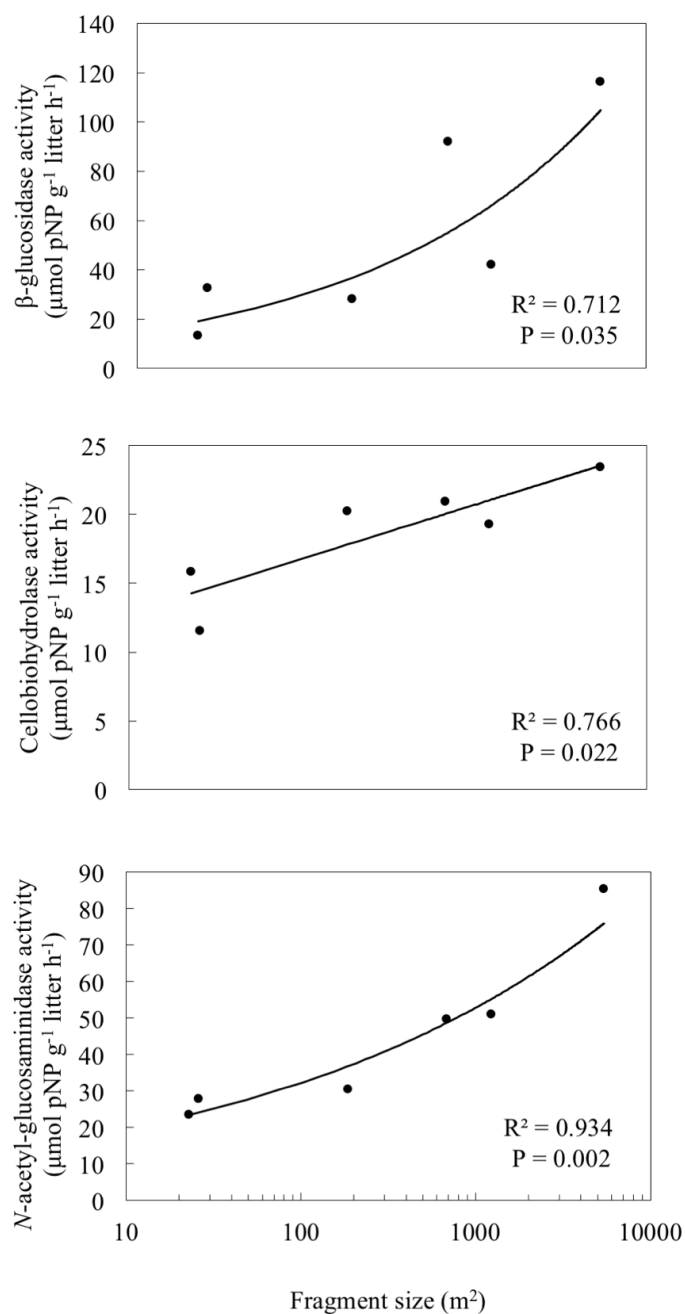 β-glucosidase activity
(μmol pNP g⁻¹ litter h⁻¹)
140
120
100
80
60
40
20
0
R² = 0.712
P = 0.035
Cellobiohydrolase activity
(μmol pNP g⁻¹ litter h⁻¹)
25
20
15
10
5
0
R² = 0.766
P = 0.022
N-acetyl-glucosaminidase activity
(μmol pNP g⁻¹ litter h⁻¹)
90
80
70
60
50
40
30
20
10
0
R² = 0.934
P = 0.002
10 100 1000 10000
Fragment size (m²)